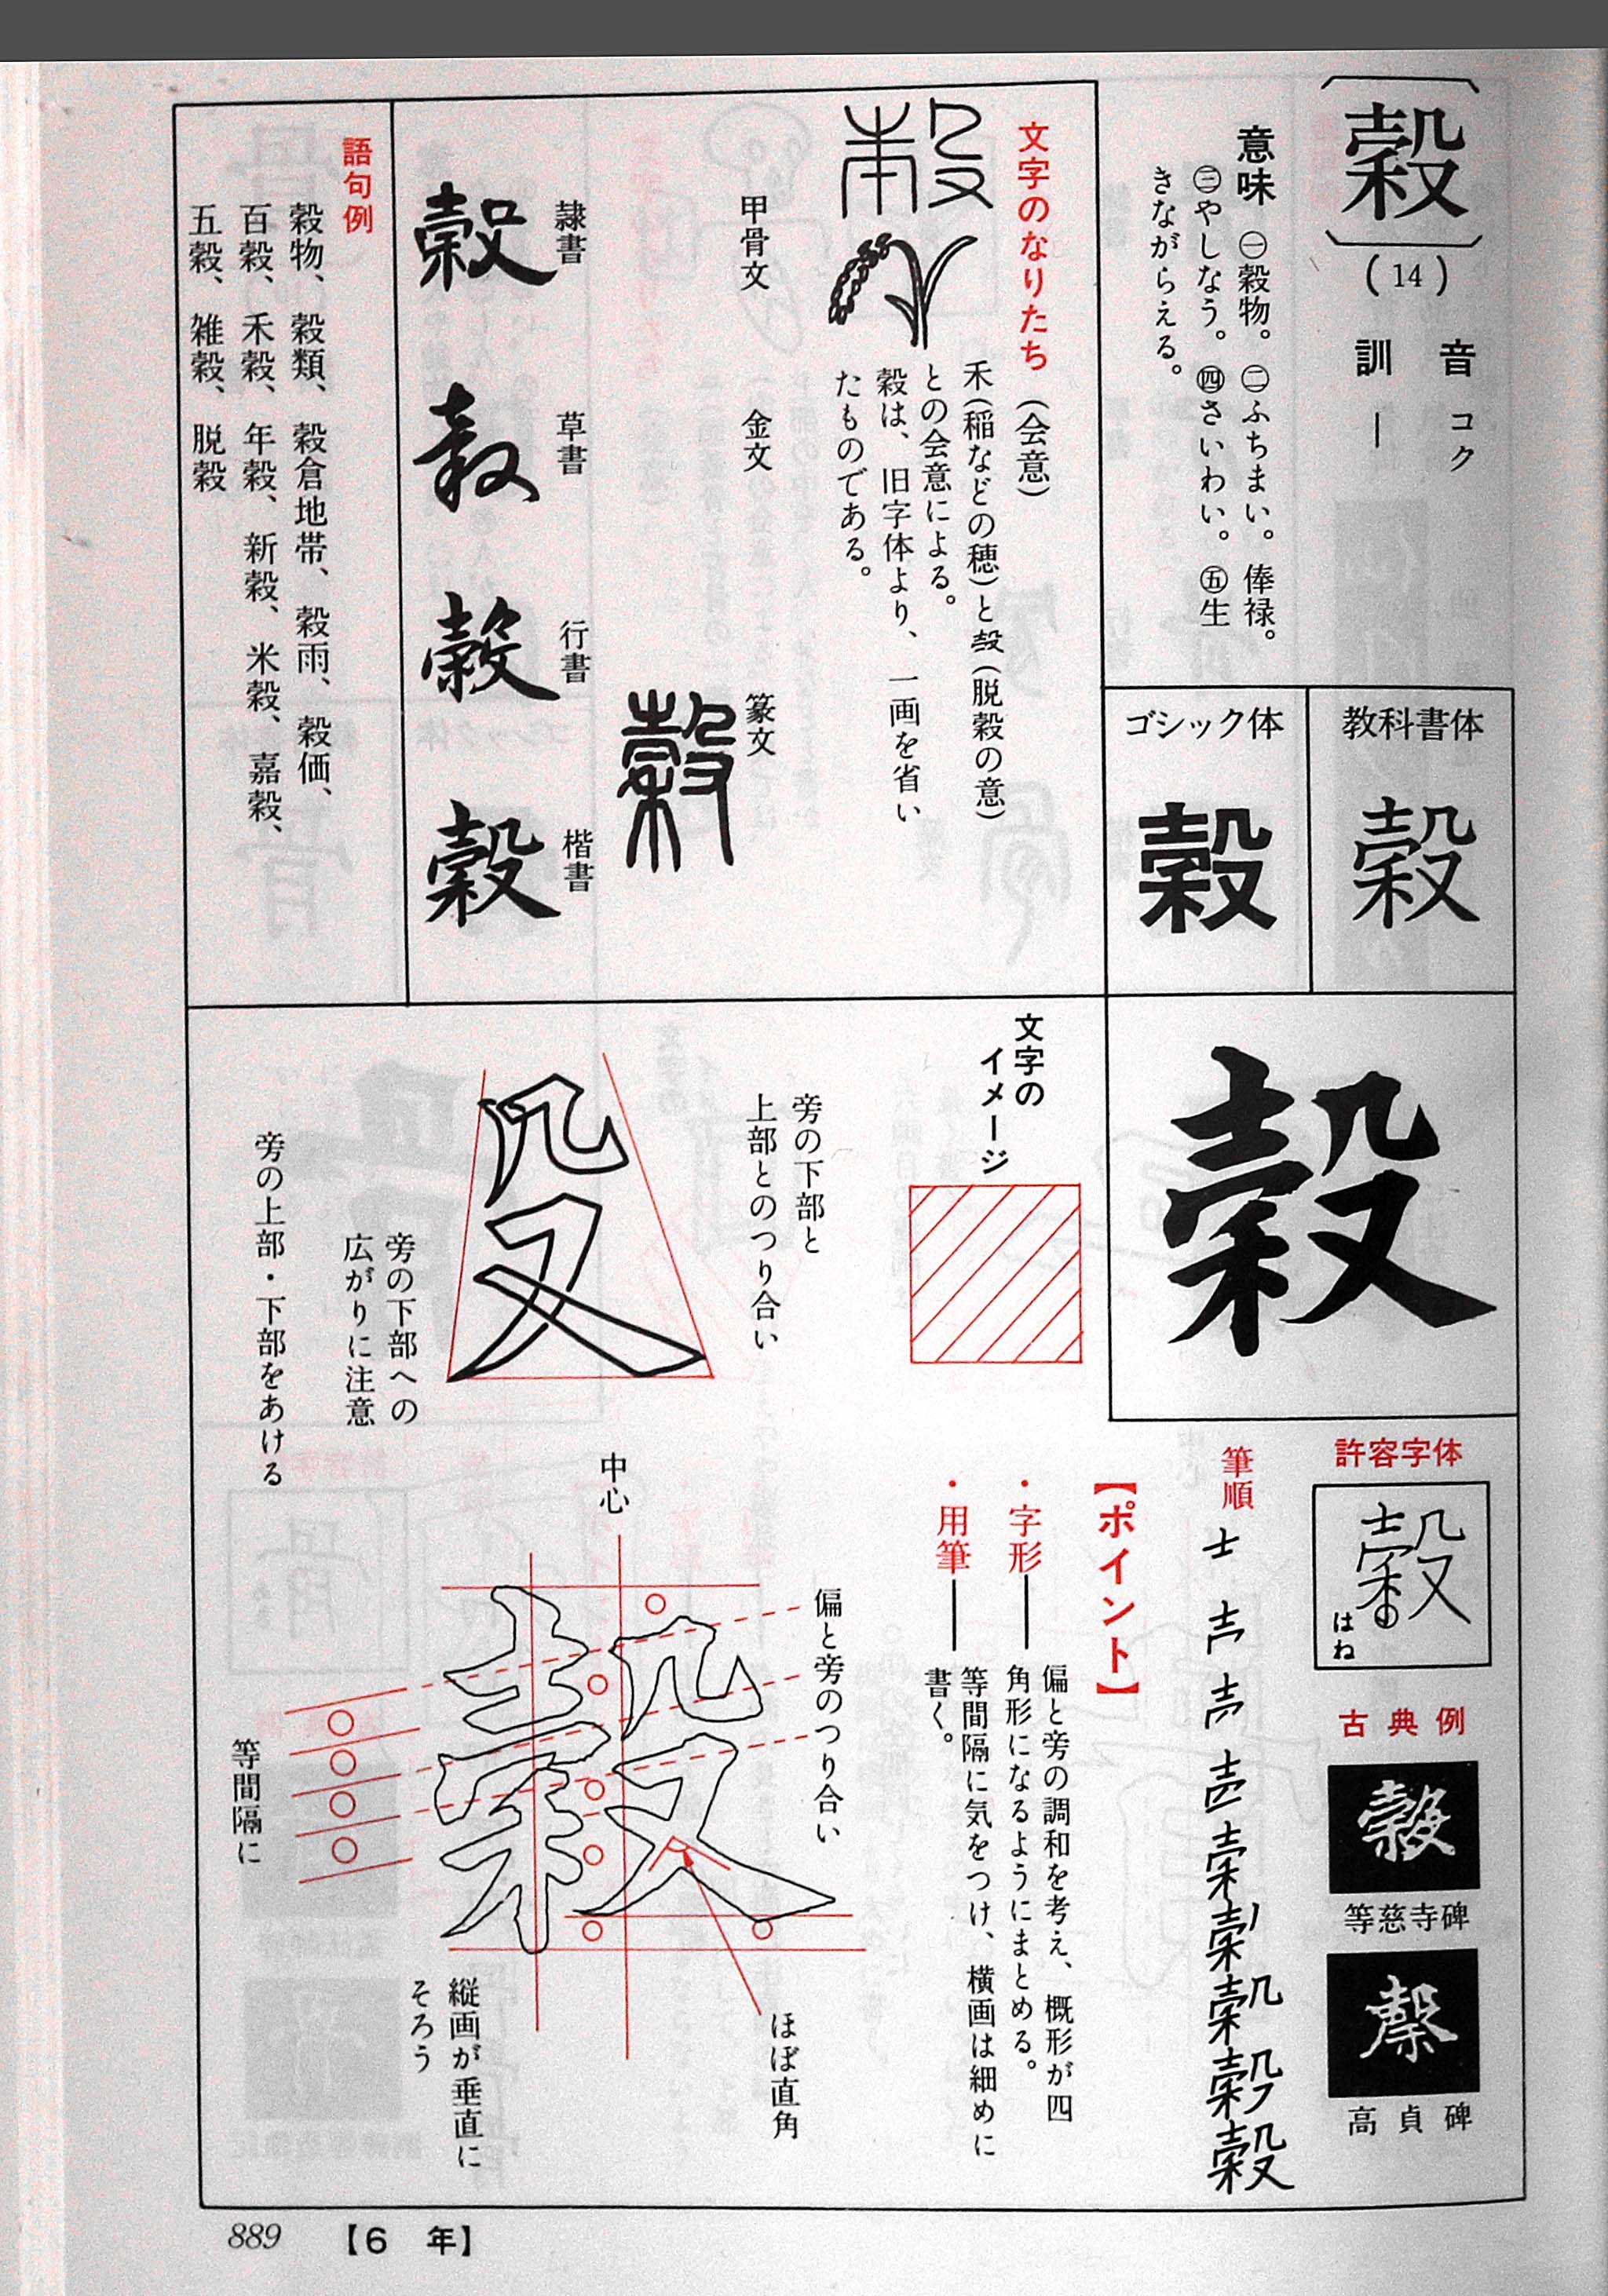 〔穀〕(14)
音 コク
訓 ―
意味 ㊀穀物。㊁ふちまい。俸禄。
㊂やしなう。㊃さいわい。㊄生
きながらえる。
教科書体
穀
ゴシック体
穀
文字のなりたち (会意)
禾(稲などの穂)と𣪊(脱穀の意)
との会意による。
穀は、旧字体より、一画を省い
たものである。
甲骨文
金文
篆文
穀
隷書
穀
草書
穀
行書
穀
楷書
穀
語句例
穀物、穀類、穀倉地帯、穀雨、穀価、
百穀、禾穀、年穀、新穀、米穀、嘉穀、
五穀、雑穀、脱穀
穀
文字の
イメージ
旁の下部と
上部とのつり合い
旁の下部への
広がりに注意
旁の上部・下部をあける
許容字体
穀
はね
古典例
等慈寺碑
高貞碑
筆順
穀
【ポイント】
・字形―偏と旁の調和を考え、概形が四
角形になるようにまとめる。
・用筆―等間隔に気をつけ、横画は細めに
書く。
偏と旁のつり合い
中心
等間隔に
ほぼ直角
縦画が垂直に
そろう
889 【6 年】